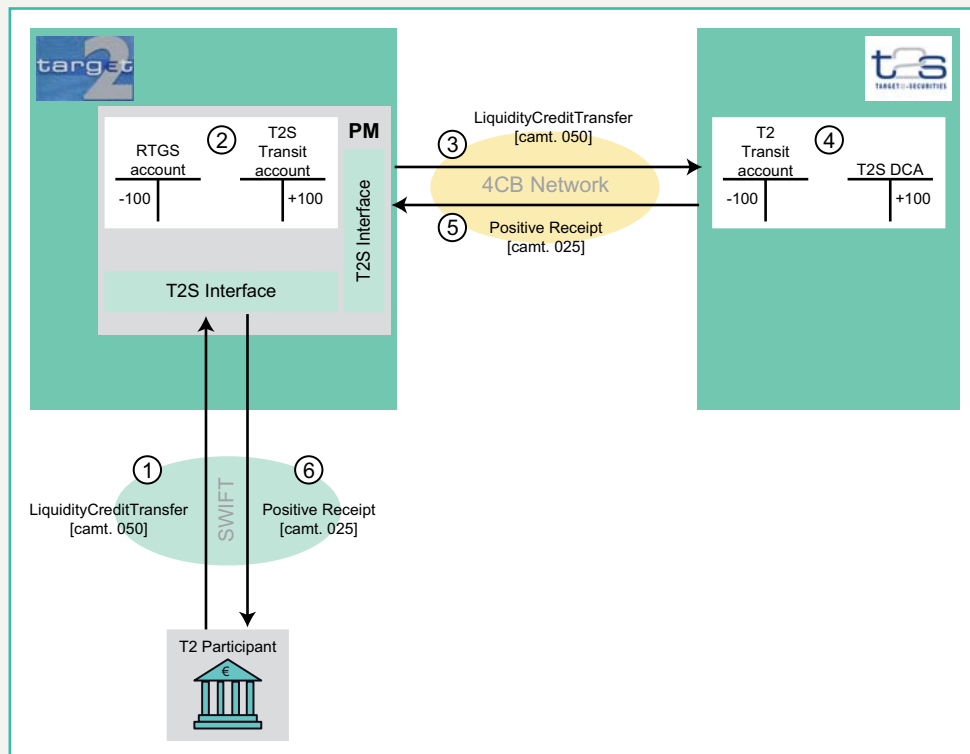 target
2
t2s
TARGET2-SECURITIES
PM
2
RTGS
account
-100
T2S
Transit
account
+100
T2S Interface
T2S Interface
LiquidityCreditTransfer
[camt. 050]
3
4CB Network
5
Positive Receipt
[camt. 025]
T2
Transit
account
-100
4
T2S DCA
+100
1
LiquidityCreditTransfer
[camt. 050]
SWIFT
6
Positive Receipt
[camt. 025]
T2 Participant
€